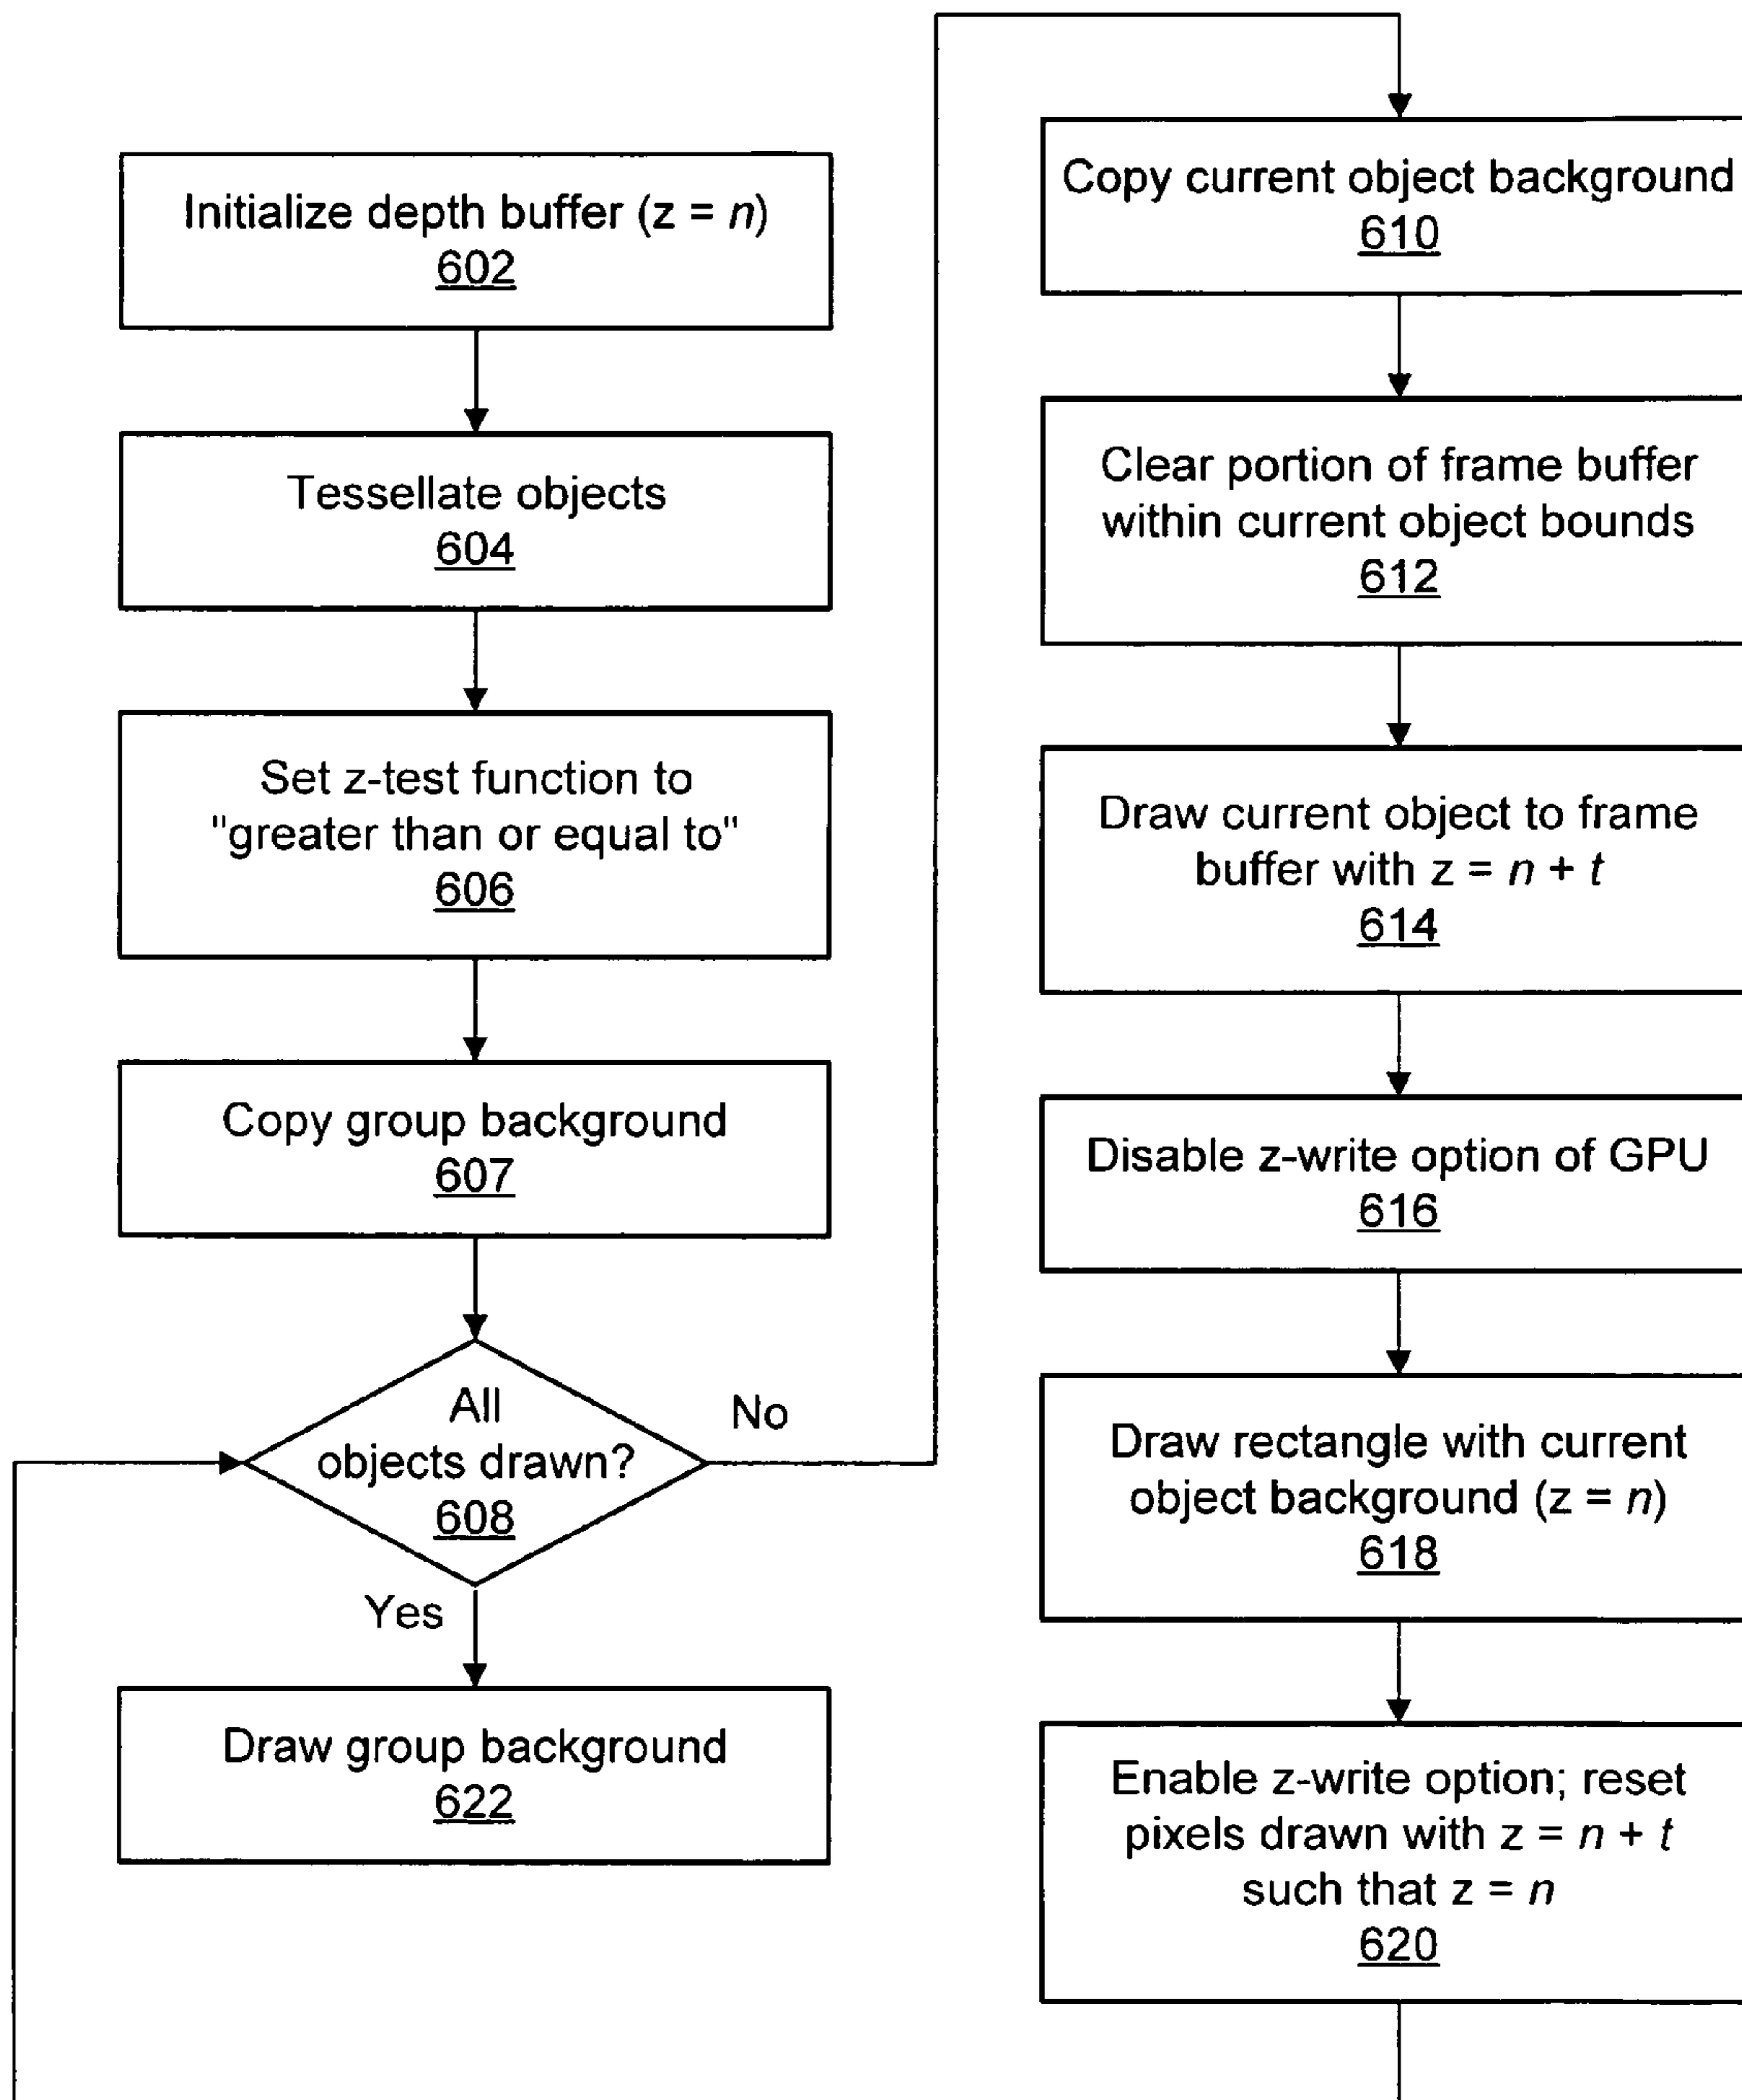 Initialize depth buffer (z = n)
602
Tessellate objects
604
Set z-test function to
"greater than or equal to"
606
Copy group background
607
All
objects drawn?
608
No
Yes
Draw group background
622
Copy current object background
610
Clear portion of frame buffer
within current object bounds
612
Draw current object to frame
buffer with z = n + t
614
Disable z-write option of GPU
616
Draw rectangle with current
object background (z = n)
618
Enable z-write option; reset
pixels drawn with z = n + t
such that z = n
620